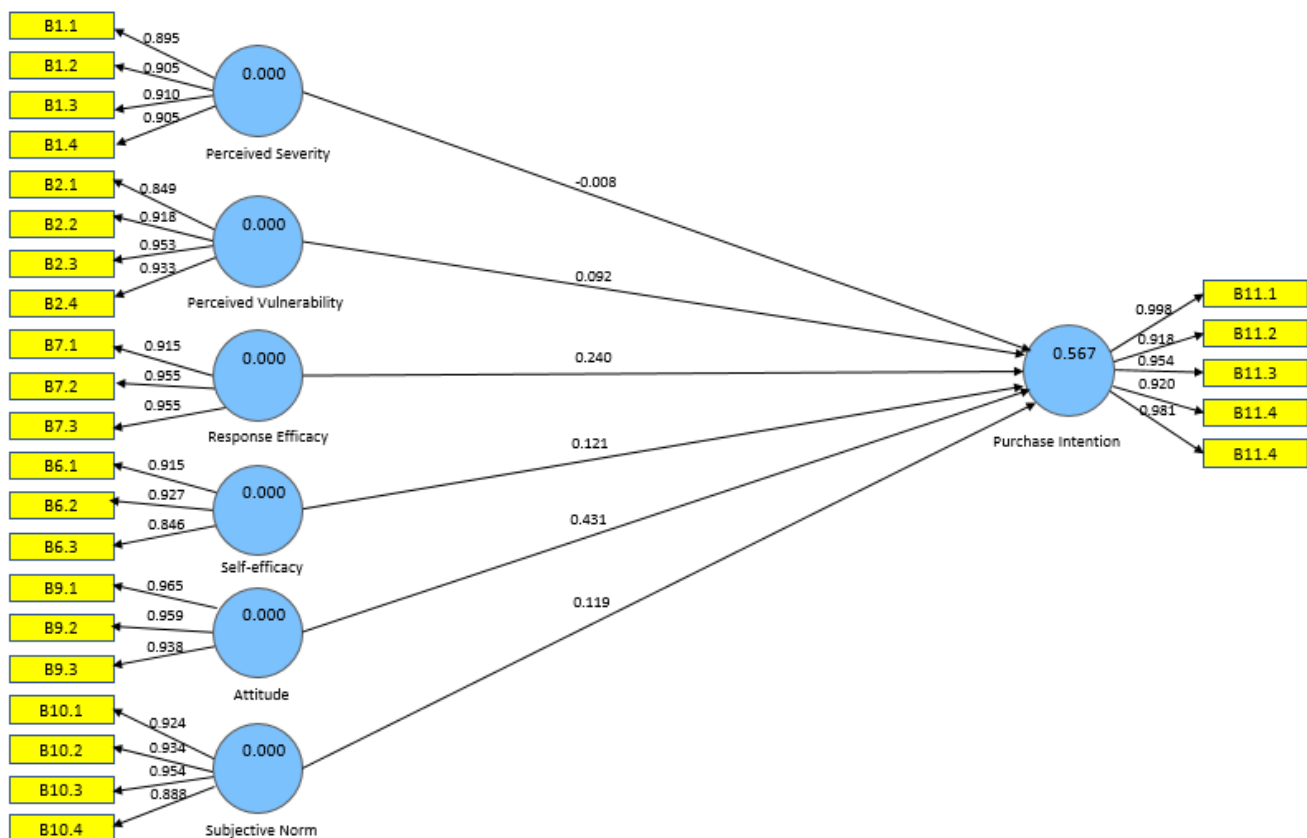 B1.1
0.895
B1.2
0.905
B1.3
0.910
B1.4
0.905
0.000
Perceived Severity
-0.008
B2.1
0.849
B2.2
0.918
B2.3
0.953
B2.4
0.933
0.000
Perceived Vulnerability
0.092
B7.1
0.915
B7.2
0.955
B7.3
0.955
0.000
Response Efficacy
0.240
B6.1
0.915
B6.2
0.927
B6.3
0.846
0.000
Self-efficacy
0.121
B9.1
0.965
B9.2
0.959
B9.3
0.938
0.000
Attitude
0.431
B10.1
0.924
B10.2
0.934
B10.3
0.954
B10.4
0.888
0.000
Subjective Norm
0.119
0.567
Purchase Intention
0.998
B11.1
0.918
B11.2
0.954
B11.3
0.920
B11.4
0.981
B11.4